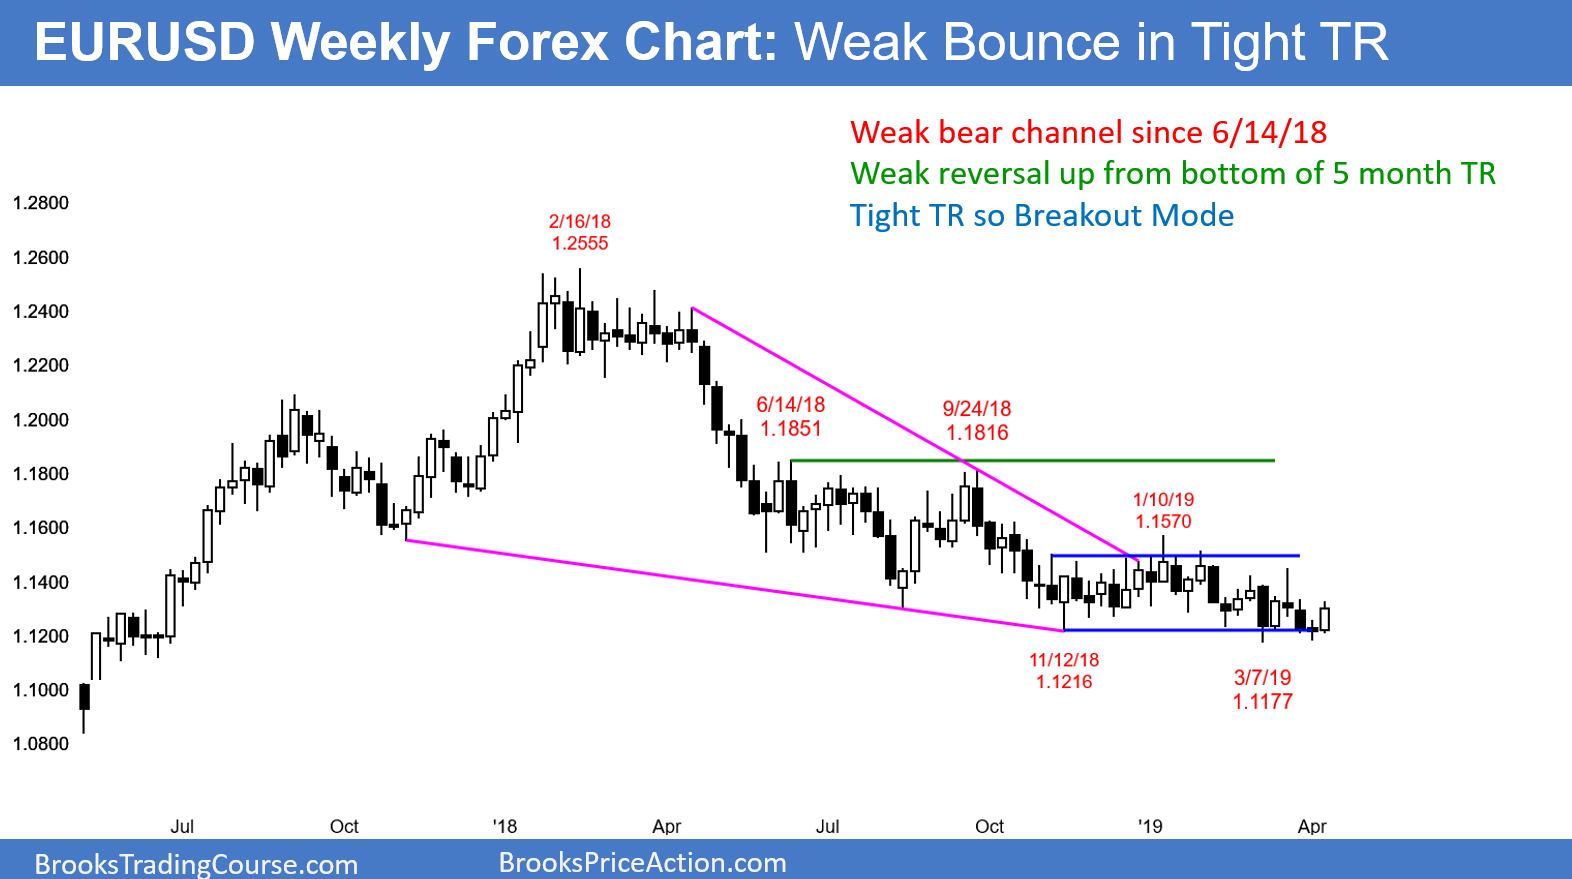 EURUSD Weekly Forex Chart: Weak Bounce in Tight TR
Weak bear channel since 6/14/18
Weak reversal up from bottom of 5 month TR
Tight TR so Breakout Mode
1.2800
1.2600
1.2400
1.2200
1.2000
1.1800
1.1600
1.1400
1.1200
1.1000
1.0800
2/16/18
1.2555
6/14/18
1.1851
9/24/18
1.1816
1/10/19
1.1570
11/12/18
1.1216
3/7/19
1.1177
Jul
Oct
'18
Apr
Jul
Oct
'19
Apr
BrooksTradingCourse.com
BrooksPriceAction.com